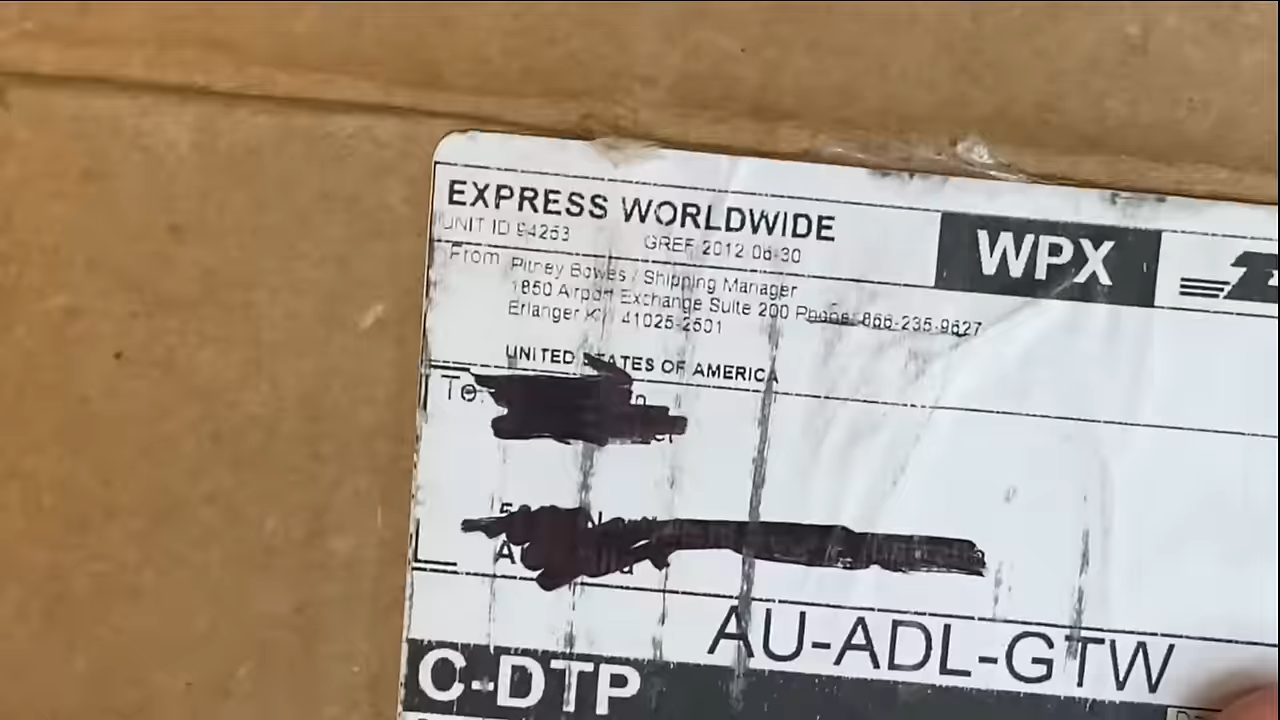 EXPRESS WORLDWIDE
WPX
UNIT ID 94253 GREF 2012 06-30
From Pitney Bowes / Shipping Manager
1850 Airport Exchange Suite 200 Phone: 866-235-9627
Erlanger KY 41025-2501
UNITED STATES OF AMERICA
To:
AU-ADL-GTW
C-DTP